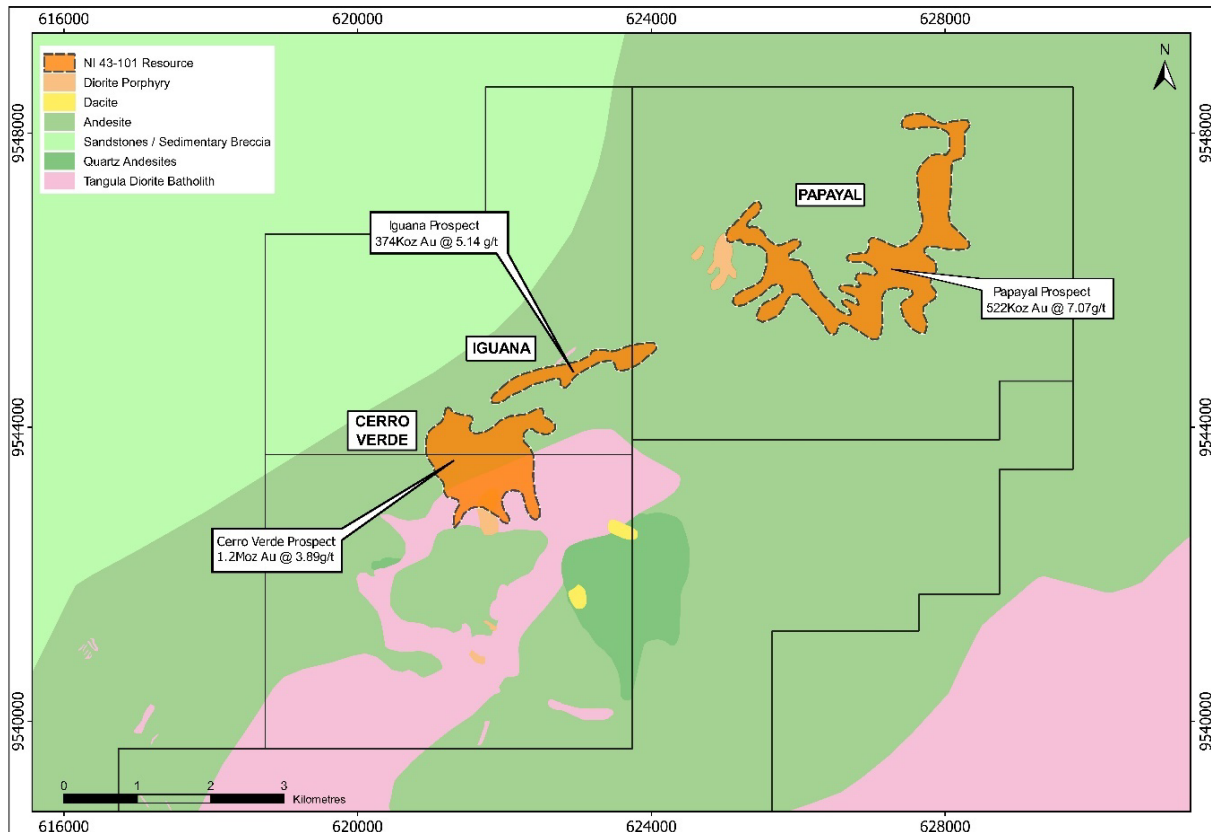 616000
620000
624000
628000
N
NI 43-101 Resource
Diorite Porphyry
Dacite
Andesite
Sandstones / Sedimentary Breccia
Quartz Andesites
Tangula Diorite Batholith
9548000
9548000
PAPAYAL
Iguana Prospect
374Koz Au @ 5.14 g/t
Papayal Prospect
522Koz Au @ 7.07g/t
IGUANA
CERRO
VERDE
9544000
9544000
Cerro Verde Prospect
1.2Moz Au @ 3.89g/t
9540000
9540000
0
1
2
3
Kilometres
616000
620000
624000
628000